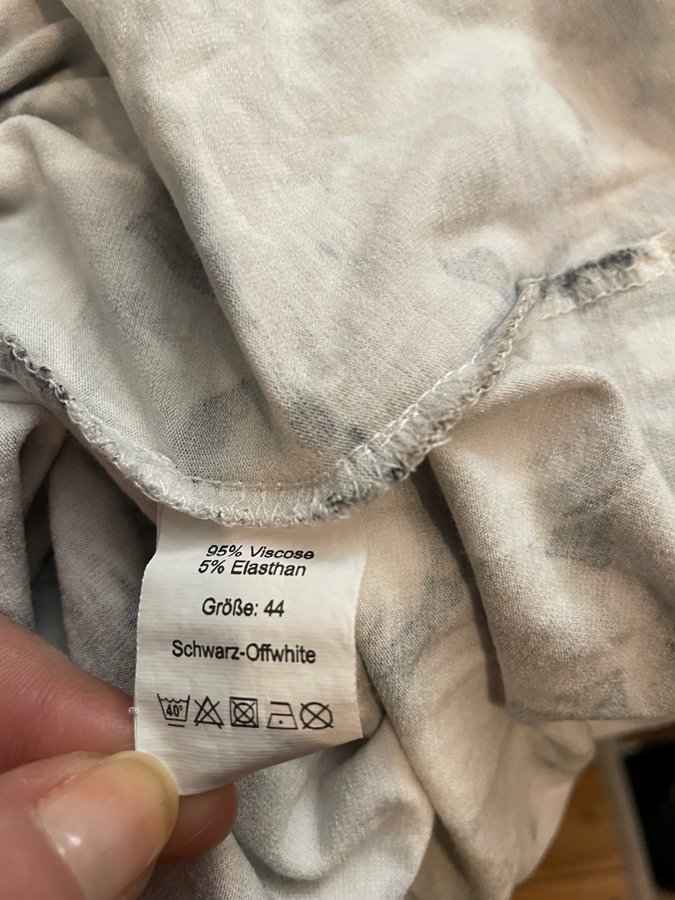 95% Viscose
5% Elasthan
Größe: 44
Schwarz-Offwhite
40°